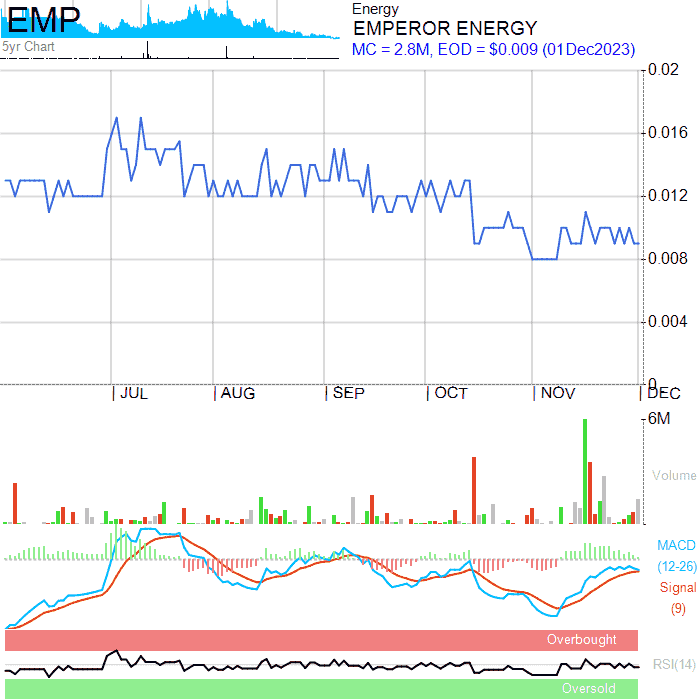 EMP
5yr Chart
Energy
EMPEROR ENERGY
MC = 2.8M, EOD = $0.009 (01Dec2023)
0.02
0.016
0.012
0.008
0.004
0
JUL AUG SEP OCT NOV DEC
6M
Volume
MACD
(12-26)
Signal
(9)
Overbought
RSI(14)
Oversold